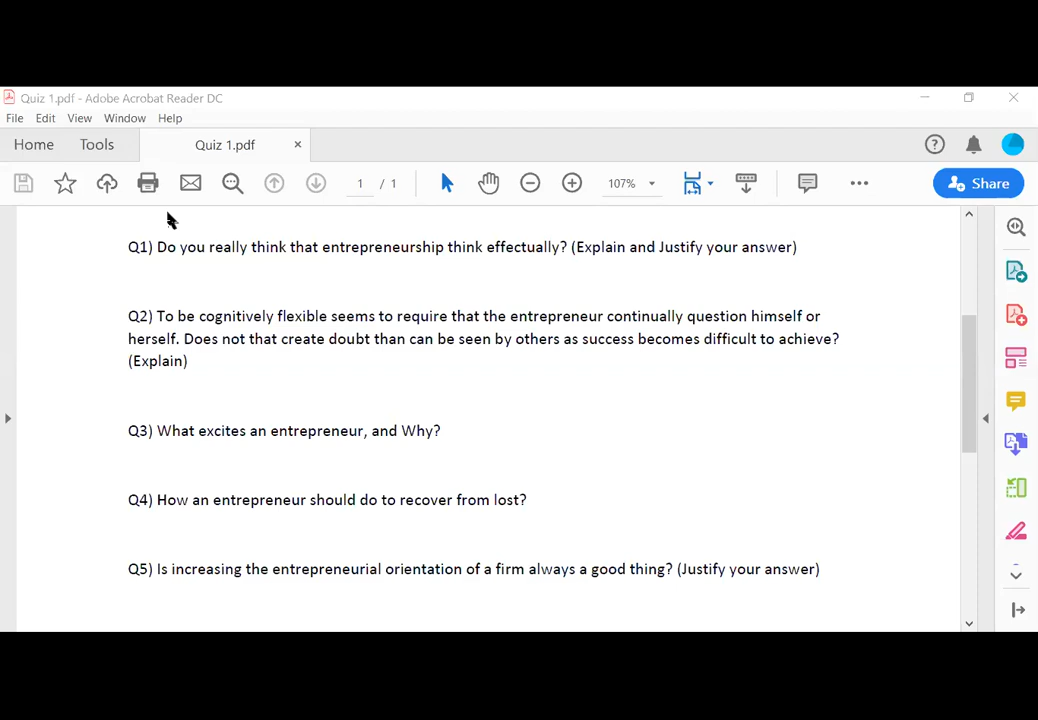 Quiz 1.pdf - Adobe Acrobat Reader DC
File Edit View Window Help
Home Tools Quiz 1.pdf ×
1 / 1 107% Share
Q1) Do you really think that entrepreneurship think effectually? (Explain and Justify your answer)
Q2) To be cognitively flexible seems to require that the entrepreneur continually question himself or
herself. Does not that create doubt than can be seen by others as success becomes difficult to achieve?
(Explain)
Q3) What excites an entrepreneur, and Why?
Q4) How an entrepreneur should do to recover from lost?
Q5) Is increasing the entrepreneurial orientation of a firm always a good thing? (Justify your answer)